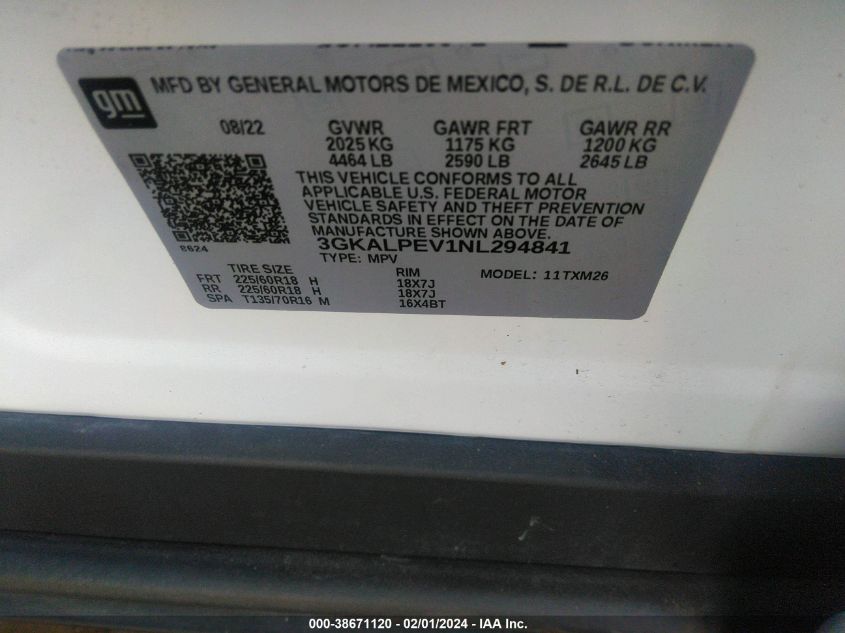 gm
MFD BY GENERAL MOTORS DE MEXICO, S. DE R.L. DE C.V.
08/22 GVWR GAWR FRT GAWR RR
2025 KG 1175 KG 1200 KG
4464 LB 2590 LB 2645 LB
THIS VEHICLE CONFORMS TO ALL
APPLICABLE U.S. FEDERAL MOTOR
VEHICLE SAFETY AND THEFT PREVENTION
STANDARDS IN EFFECT ON THE DATE OF
MANUFACTURE SHOWN ABOVE.
8624 3GKALPEV1NL294841
TYPE: MPV
TIRE SIZE RIM MODEL: 11TXM26
FRT 225/60R18 H 18X7J
RR 225/60R18 H 18X7J
SPA T135/70R16 M 16X4BT
000-38671120 - 02/01/2024 - IAA Inc.